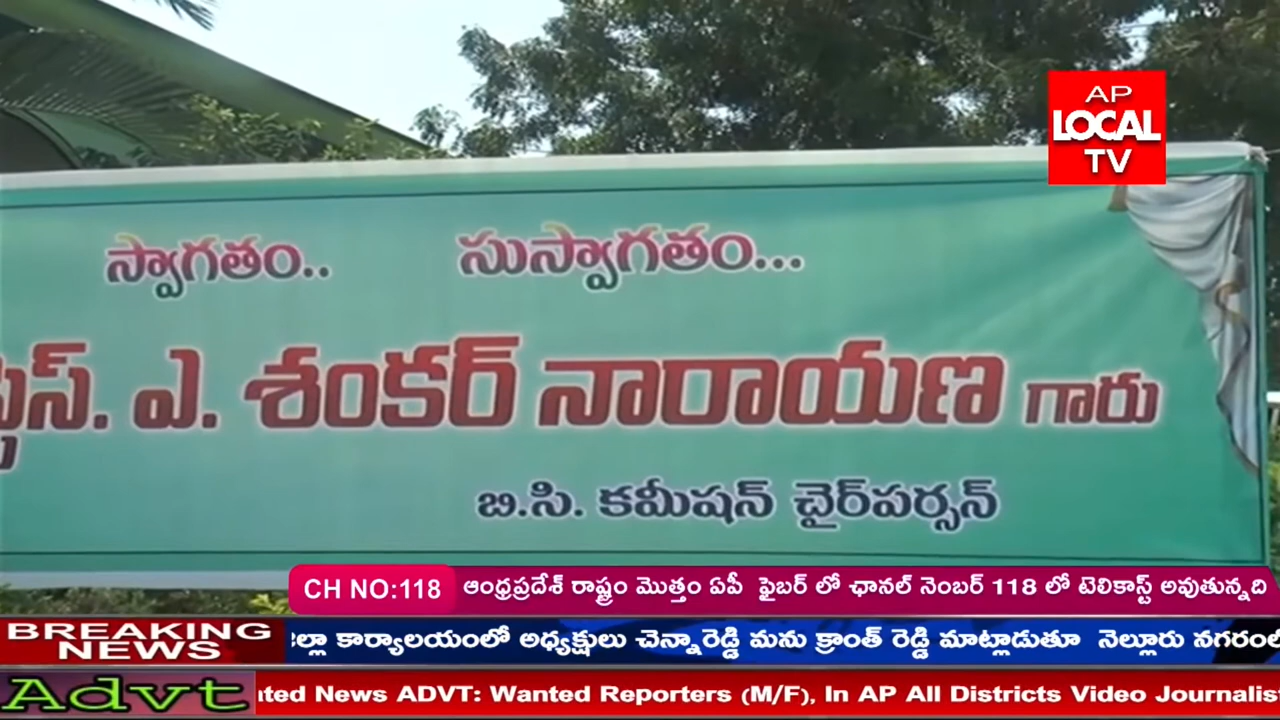 AP
LOCAL
TV
స్వాగతం.. సుస్వాగతం...
ఎ. శంకర్ నారాయణ గారు
బి.సి. కమీషన్ చైర్‌పర్సన్
CH NO:118 ఆంధ్రప్రదేశ్ రాష్ట్రం మొత్తం ఏపీ ఫైబర్ లో ఛానల్ నెంబర్ 118 లో టెలికాస్ట్ అవుతున్నది
BREAKING
NEWS
కార్యాలయంలో అధ్యక్షులు చెన్నారెడ్డి మను క్రాంత్ రెడ్డి మాట్లాడుతూ నెల్లూరు
Advt News ADVT: Wanted Reporters (M/F), In AP All Districts Video